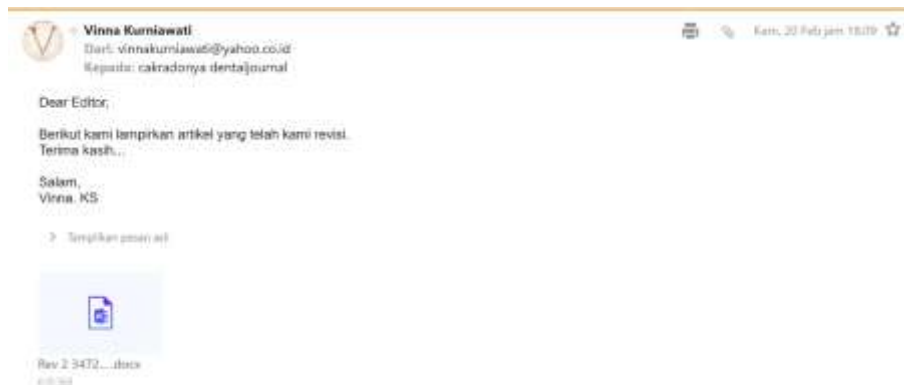 Vinna Kurniawati
Dari: vinnakurniawati@yahoo.co.id
Kepada: cakradonya dentaljournal
Kam, 20 Feb jam 18.09
Dear Editor,
Berikut kami lampirkan artikel yang telah kami revisi.
Terima kasih...
Salam,
Vinna. KS
> Tampilkan pesan asli
Rev 2 3472....docx